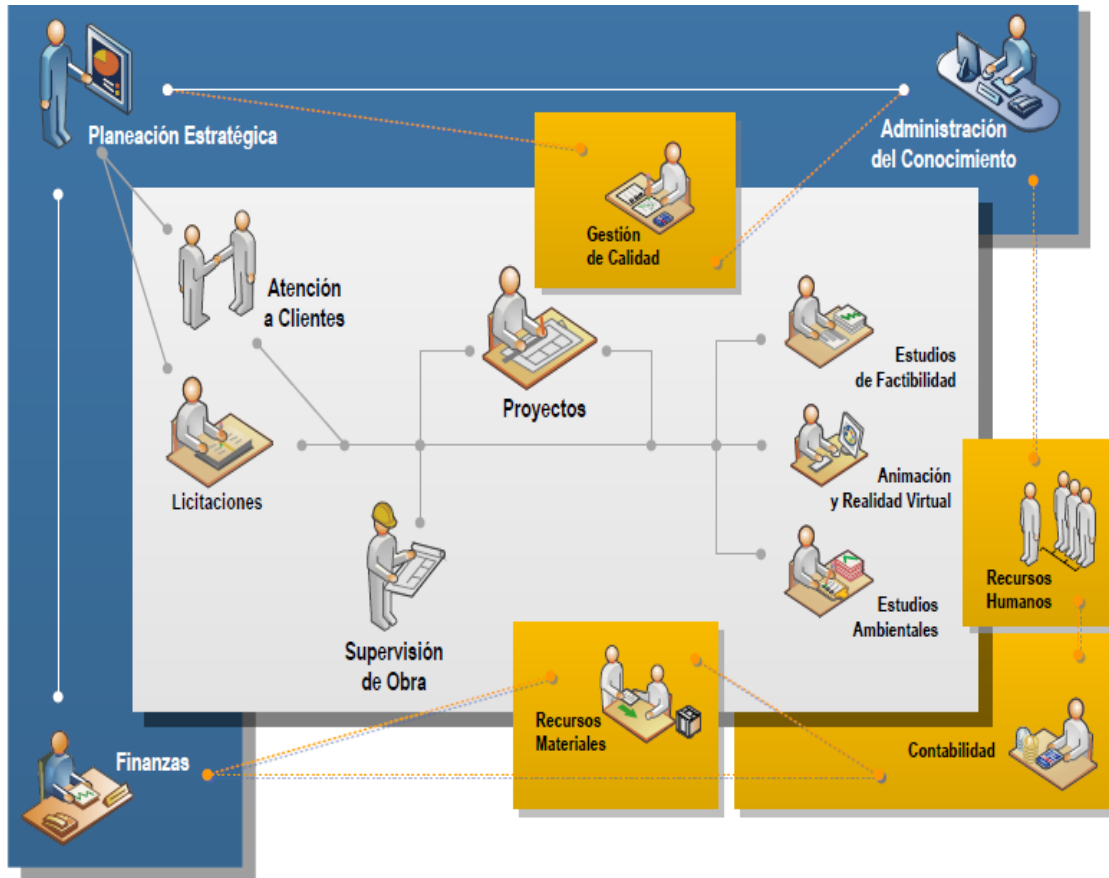 Planeación Estratégica
Administración
del Conocimiento
Gestión
de Calidad
Atención
a Clientes
Proyectos
Estudios
de Factibilidad
Licitaciones
Animación
y Realidad Virtual
Recursos
Humanos
Supervisión
de Obra
Estudios
Ambientales
Recursos
Materiales
Contabilidad
Finanzas